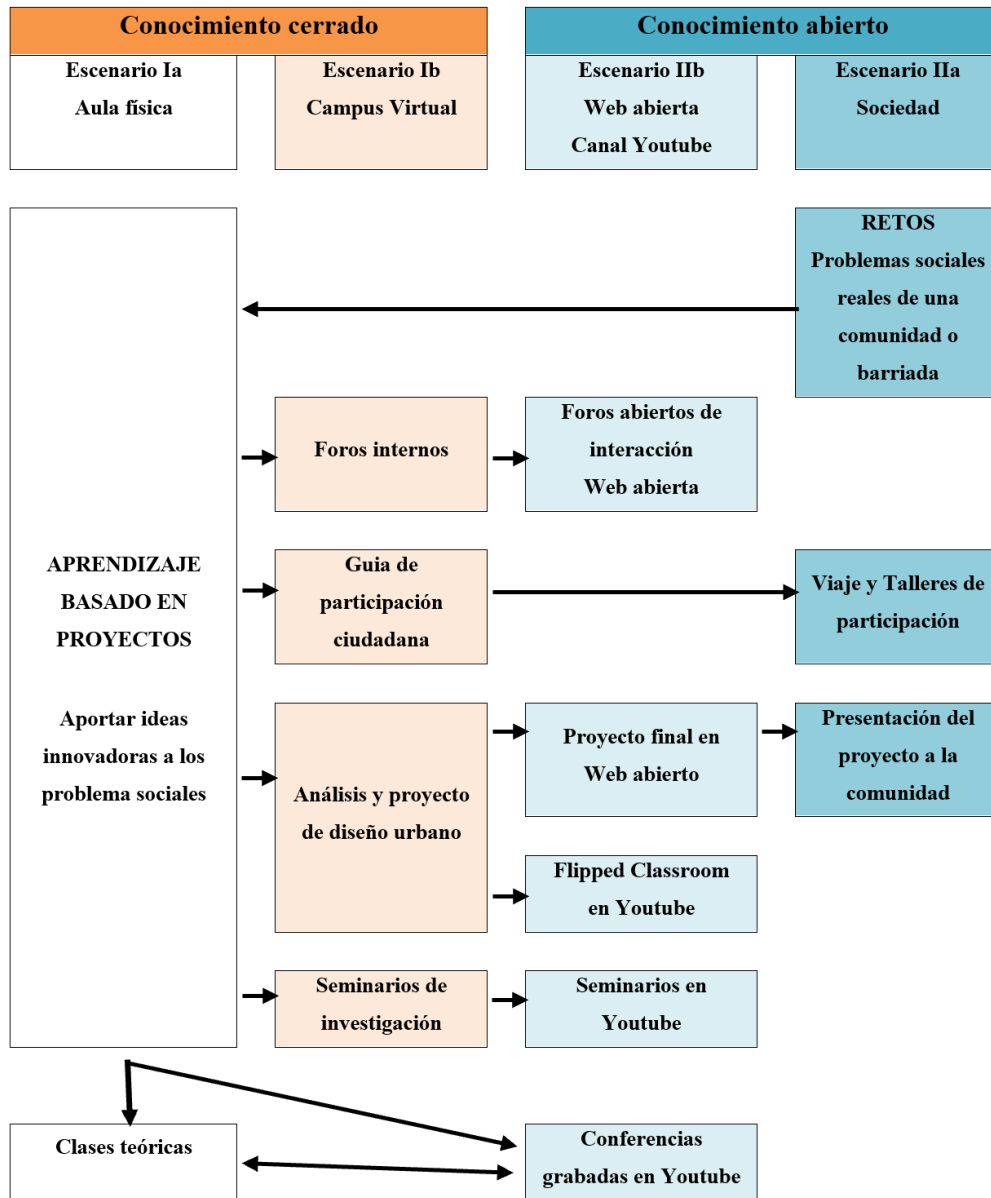 Conocimiento cerrado
Conocimiento abierto
Escenario Ia
Aula física
Escenario Ib
Campus Virtual
Escenario IIb
Web abierta
Canal Youtube
Escenario IIa
Sociedad
RETOS
Problemas sociales
reales de una
comunidad o
barriada
Foros internos
Foros abiertos de
interacción
Web abierta
APRENDIZAJE
BASADO EN
PROYECTOS
Aportar ideas
innovadoras a los
problema sociales
Guia de
participación
ciudadana
Viaje y Talleres de
participación
Análisis y proyecto
de diseño urbano
Proyecto final en
Web abierto
Presentación del
proyecto a la
comunidad
Flipped Classroom
en Youtube
Seminarios de
investigación
Seminarios en
Youtube
Clases teóricas
Conferencias
grabadas en Youtube